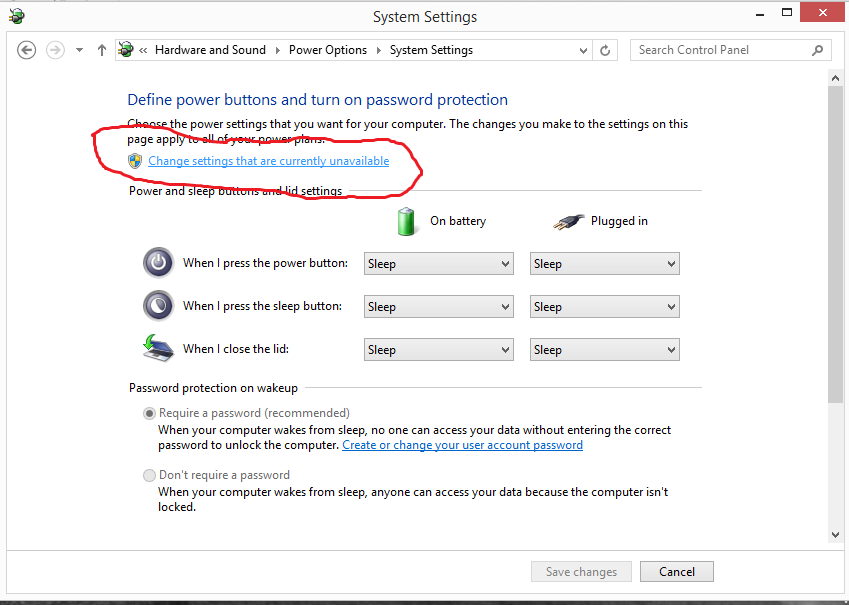 System Settings
« Hardware and Sound Power Options System Settings
Search Control Panel
Define power buttons and turn on password protection
Choose the power settings that you want for your computer. The changes you make to the settings on this
page apply to all of your power plans.
Change settings that are currently unavailable
Power and sleep buttons and lid settings
On battery Plugged in
When I press the power button: Sleep Sleep
When I press the sleep button: Sleep Sleep
When I close the lid: Sleep Sleep
Password protection on wakeup
Require a password (recommended)
When your computer wakes from sleep, no one can access your data without entering the correct
password to unlock the computer. Create or change your user account password
Don't require a password
When your computer wakes from sleep, anyone can access your data because the computer isn't
locked.
Save changes Cancel